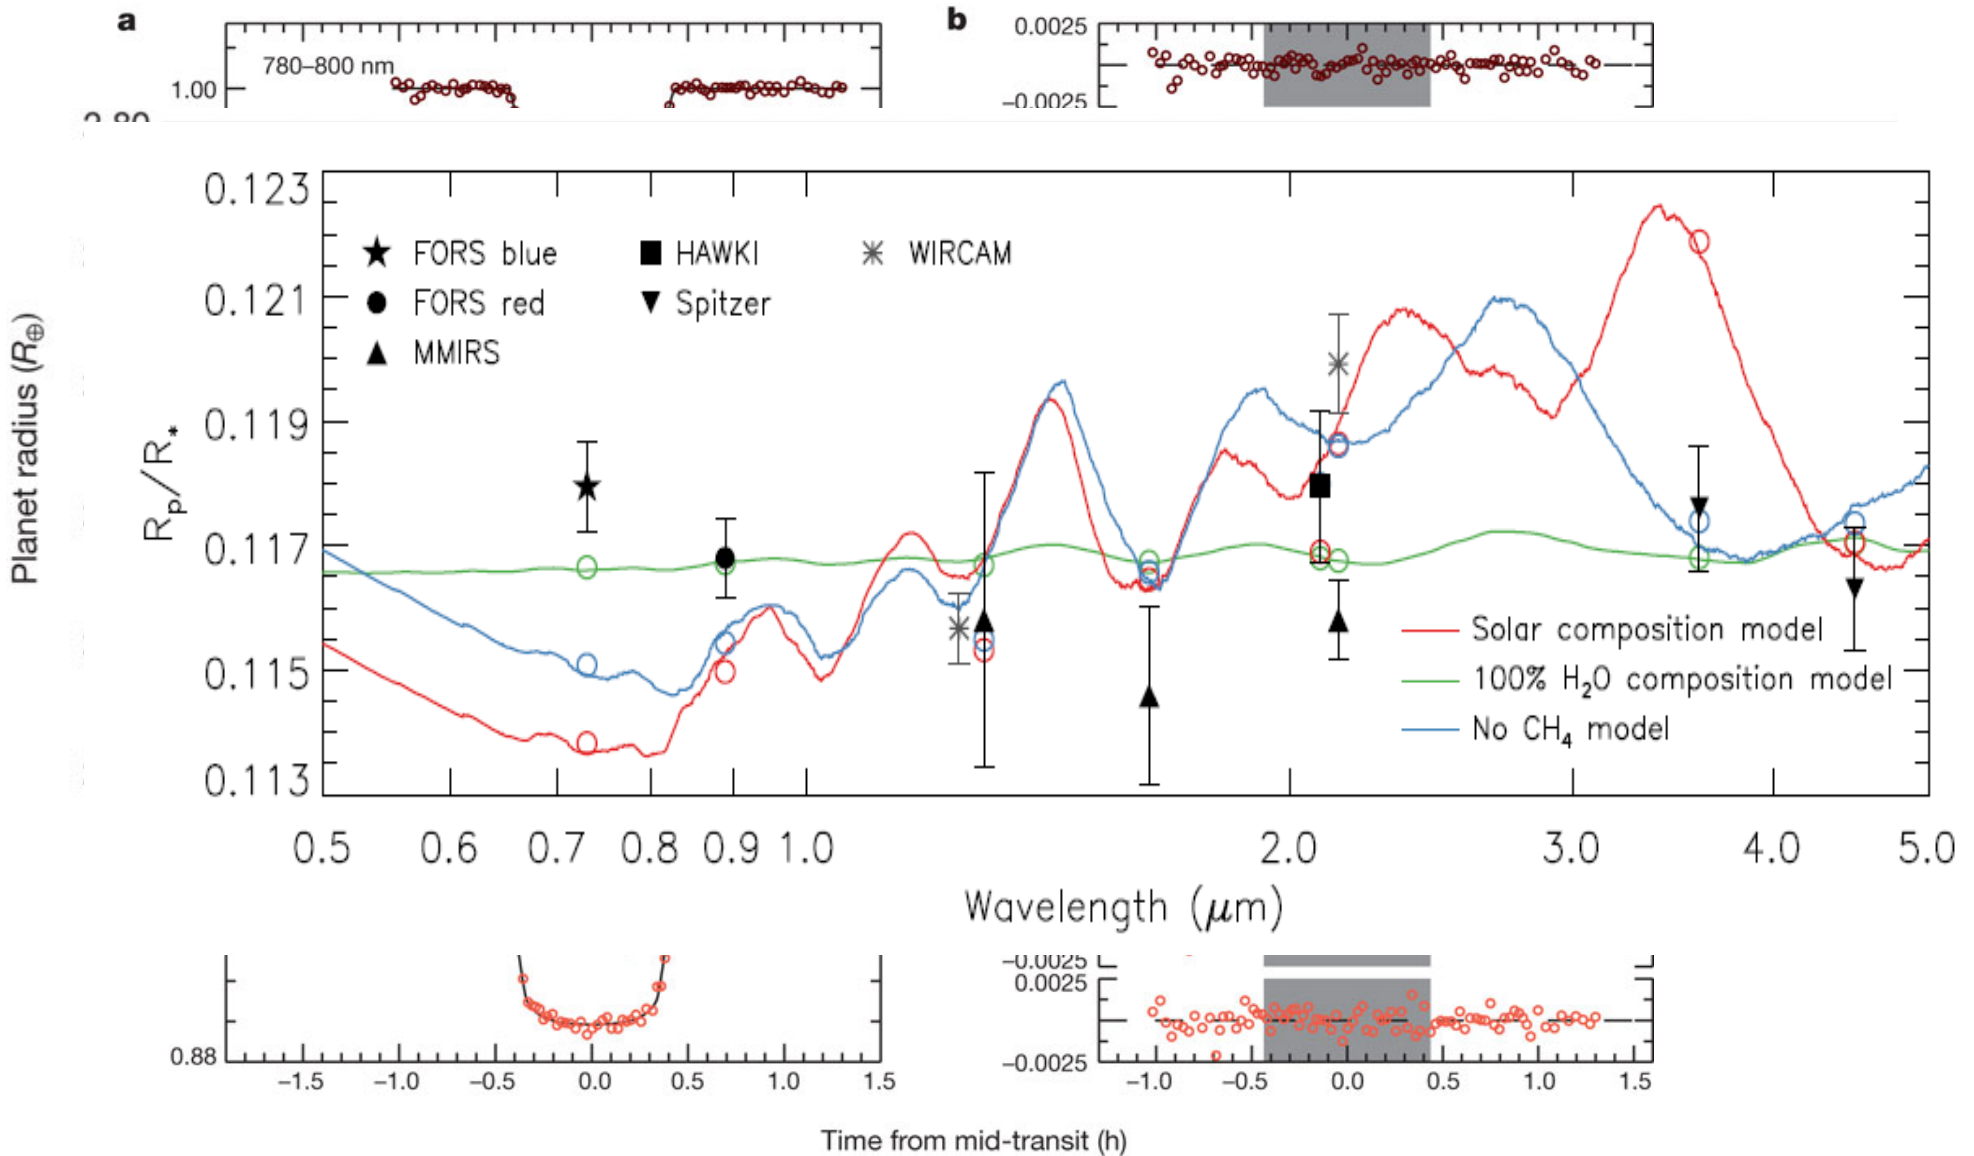 a
b
780–800 nm
1.00
0.0025
−0.0025
2.80
Planet radius (R⊕)
Rp/R*
0.123
0.121
0.119
0.117
0.115
0.113
FORS blue
HAWKI
WIRCAM
FORS red
Spitzer
MMIRS
Solar composition model
100% H₂O composition model
No CH₄ model
0.5 0.6 0.7 0.8 0.9 1.0 2.0 3.0 4.0 5.0
Wavelength (μm)
−0.0025
0.0025
−0.0025
0.88
−1.5 −1.0 −0.5 0.0 0.5 1.0 1.5
−1.0 −0.5 0.0 0.5 1.0 1.5
Time from mid-transit (h)